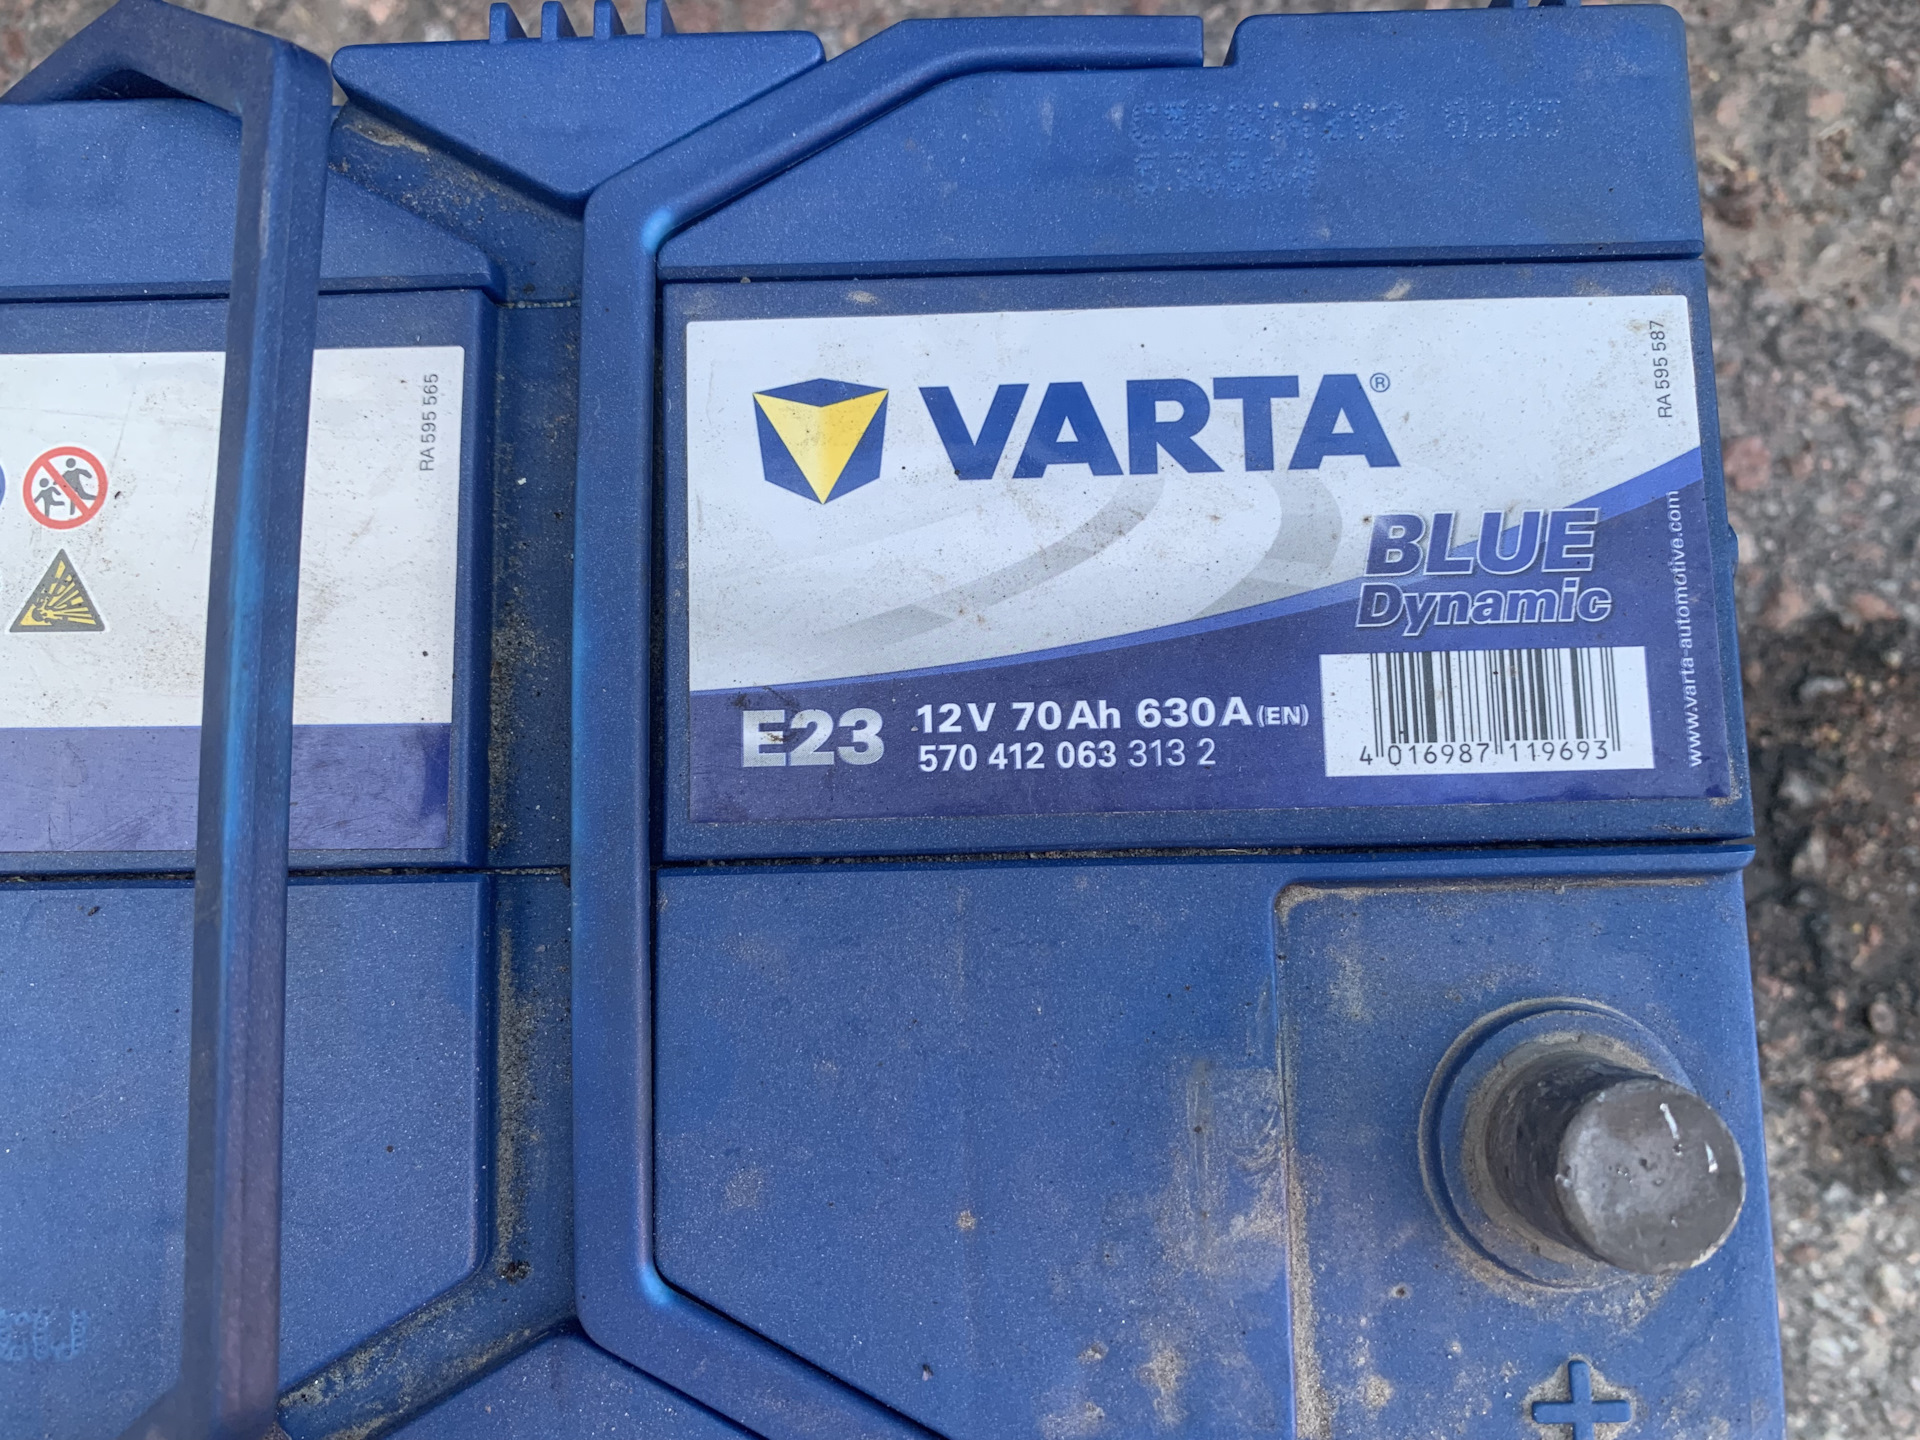 RA 595 565
VARTA®
RA 595 587
BLUE
Dynamic
www.varta-automotive.com
E23
12V 70Ah 630A (EN)
570 412 063 313 2
4 016987 119693
+